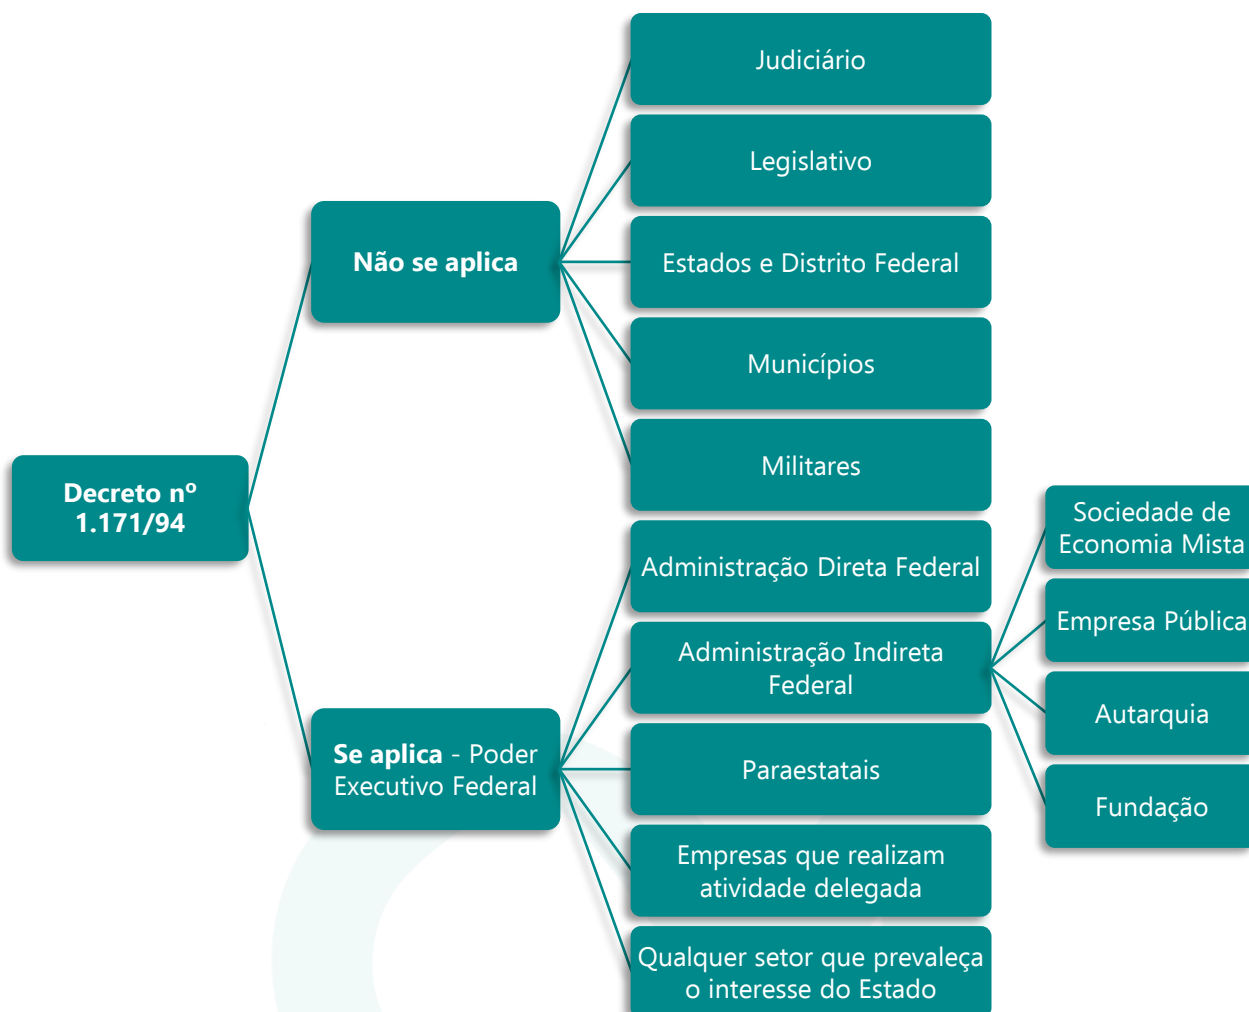 Decreto nº
1.171/94
Não se aplica
Judiciário
Legislativo
Estados e Distrito Federal
Municípios
Militares
Se aplica - Poder
Executivo Federal
Administração Direta Federal
Administração Indireta
Federal
Sociedade de
Economia Mista
Empresa Pública
Autarquia
Fundação
Paraestatais
Empresas que realizam
atividade delegada
Qualquer setor que prevaleça
o interesse do Estado